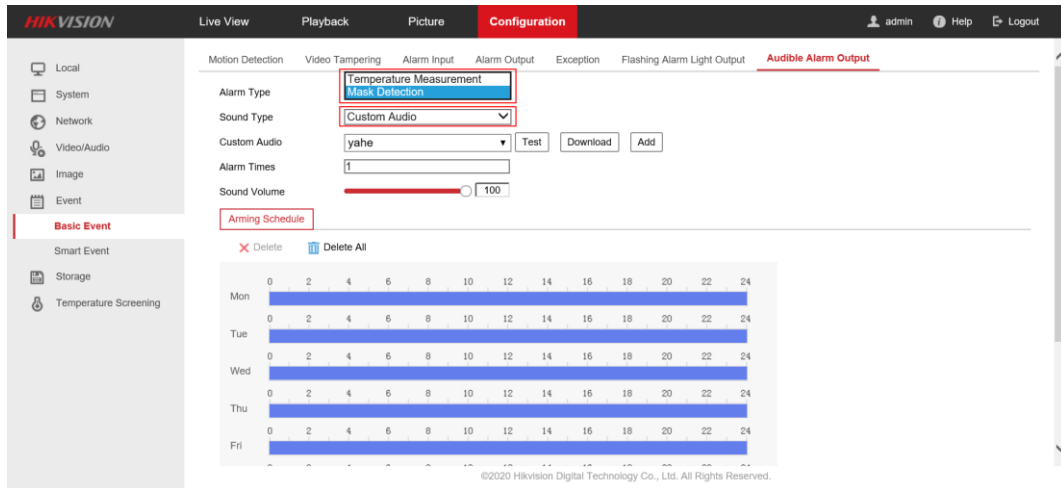 HIKVISION Live View Playback Picture Configuration admin Help Logout
Local
System
Network
Video/Audio
Image
Event
Basic Event
Smart Event
Storage
Temperature Screening
Motion Detection Video Tampering Alarm Input Alarm Output Exception Flashing Alarm Light Output Audible Alarm Output
Temperature Measurement
Alarm Type Mask Detection
Sound Type Custom Audio
Custom Audio yahe Test Download Add
Alarm Times 1
Sound Volume 100
Arming Schedule
Delete Delete All
0 2 4 6 8 10 12 14 16 18 20 22 24
Mon
0 2 4 6 8 10 12 14 16 18 20 22 24
Tue
0 2 4 6 8 10 12 14 16 18 20 22 24
Wed
0 2 4 6 8 10 12 14 16 18 20 22 24
Thu
0 2 4 6 8 10 12 14 16 18 20 22 24
Fri
©2020 Hikvision Digital Technology Co., Ltd. All Rights Reserved.